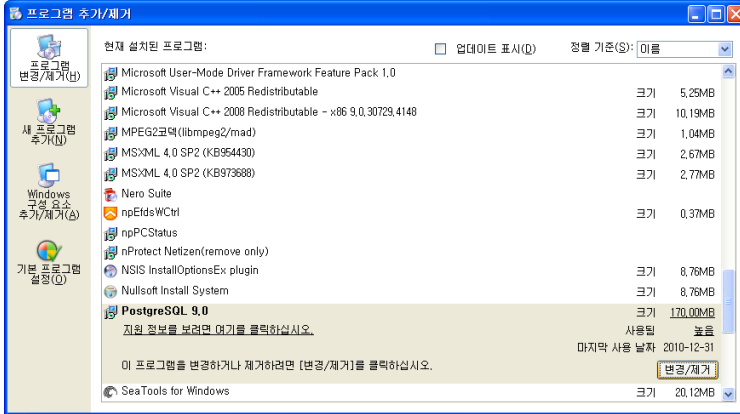 프로그램 추가/제거
현재 설치된 프로그램:
업데이트 표시(D)
정렬 기준(S):
이름
프로그램
변경/제거(H)
새 프로그램
추가(N)
Windows
구성 요소
추가/제거(A)
기본 프로그램
설정(O)
Microsoft User-Mode Driver Framework Feature Pack 1.0
Microsoft Visual C++ 2005 Redistributable 크기 5.25MB
Microsoft Visual C++ 2008 Redistributable - x86 9.0.30729.4148 크기 10.19MB
MPEG2코덱(libmpeg2/mad) 크기 1.04MB
MSXML 4.0 SP2 (KB954430) 크기 2.67MB
MSXML 4.0 SP2 (KB973688) 크기 2.77MB
Nero Suite
npEfdsWCtrl 크기 0.37MB
npPCStatus
nProtect Netizen(remove only)
NSIS InstallOptionsEx plugin 크기 8.76MB
Nullsoft Install System 크기 8.76MB
PostgreSQL 9.0 크기 170.00MB
지원 정보를 보려면 여기를 클릭하십시오. 사용됨 높음
마지막 사용 날짜 2010-12-31
이 프로그램을 변경하거나 제거하려면 [변경/제거]를 클릭하십시오. 변경/제거
SeaTools for Windows 크기 20.12MB